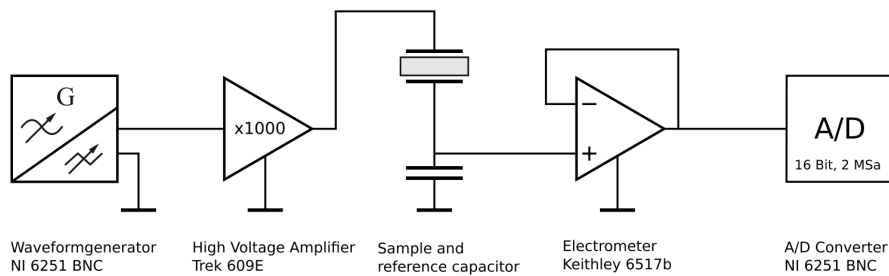 G
x1000
−
+
A/D
16 Bit, 2 MSa
Waveformgenerator
NI 6251 BNC
High Voltage Amplifier
Trek 609E
Sample and
reference capacitor
Electrometer
Keithley 6517b
A/D Converter
NI 6251 BNC